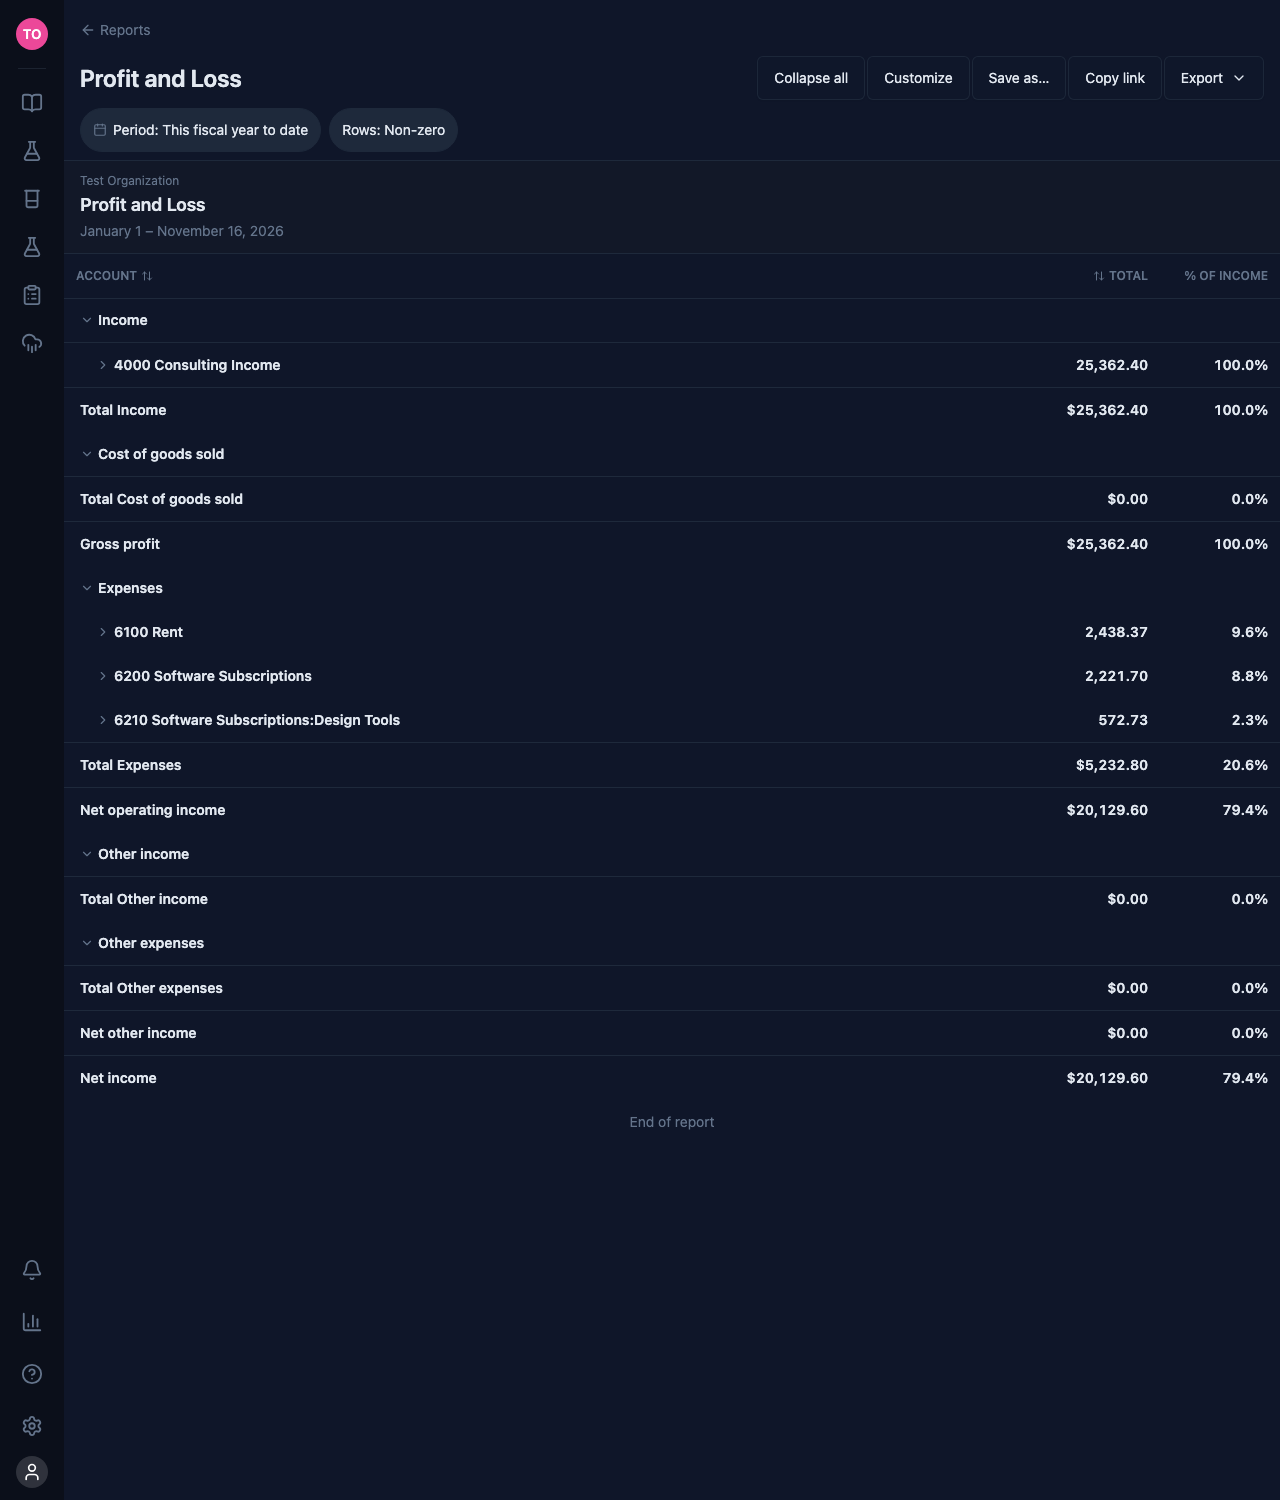 TO
Reports
Profit and Loss
Collapse all
Customize
Save as...
Copy link
Export
Period: This fiscal year to date
Rows: Non-zero
Test Organization
Profit and Loss
January 1 – November 16, 2026
ACCOUNT TOTAL % OF INCOME
Income
4000 Consulting Income 25,362.40 100.0%
Total Income $25,362.40 100.0%
Cost of goods sold
Total Cost of goods sold $0.00 0.0%
Gross profit $25,362.40 100.0%
Expenses
6100 Rent 2,438.37 9.6%
6200 Software Subscriptions 2,221.70 8.8%
6210 Software Subscriptions:Design Tools 572.73 2.3%
Total Expenses $5,232.80 20.6%
Net operating income $20,129.60 79.4%
Other income
Total Other income $0.00 0.0%
Other expenses
Total Other expenses $0.00 0.0%
Net other income $0.00 0.0%
Net income $20,129.60 79.4%
End of report